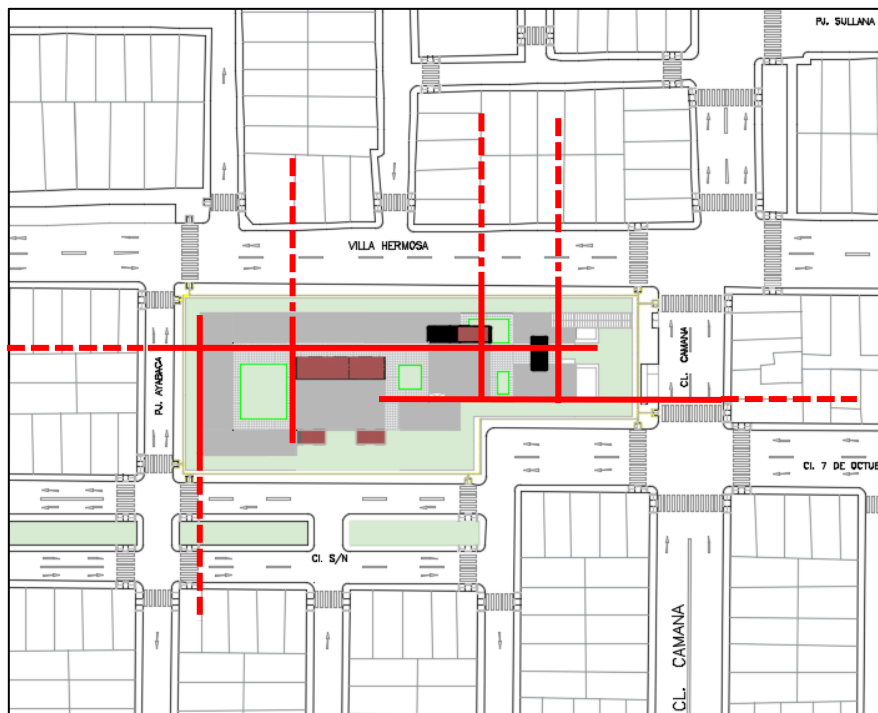 PJ. SULLANA
VILLA HERMOSA
PJ. AYABACA
CL. CAMANA
Cl. 7 DE OCTUB
Cl. S/N
CL. CAMANA